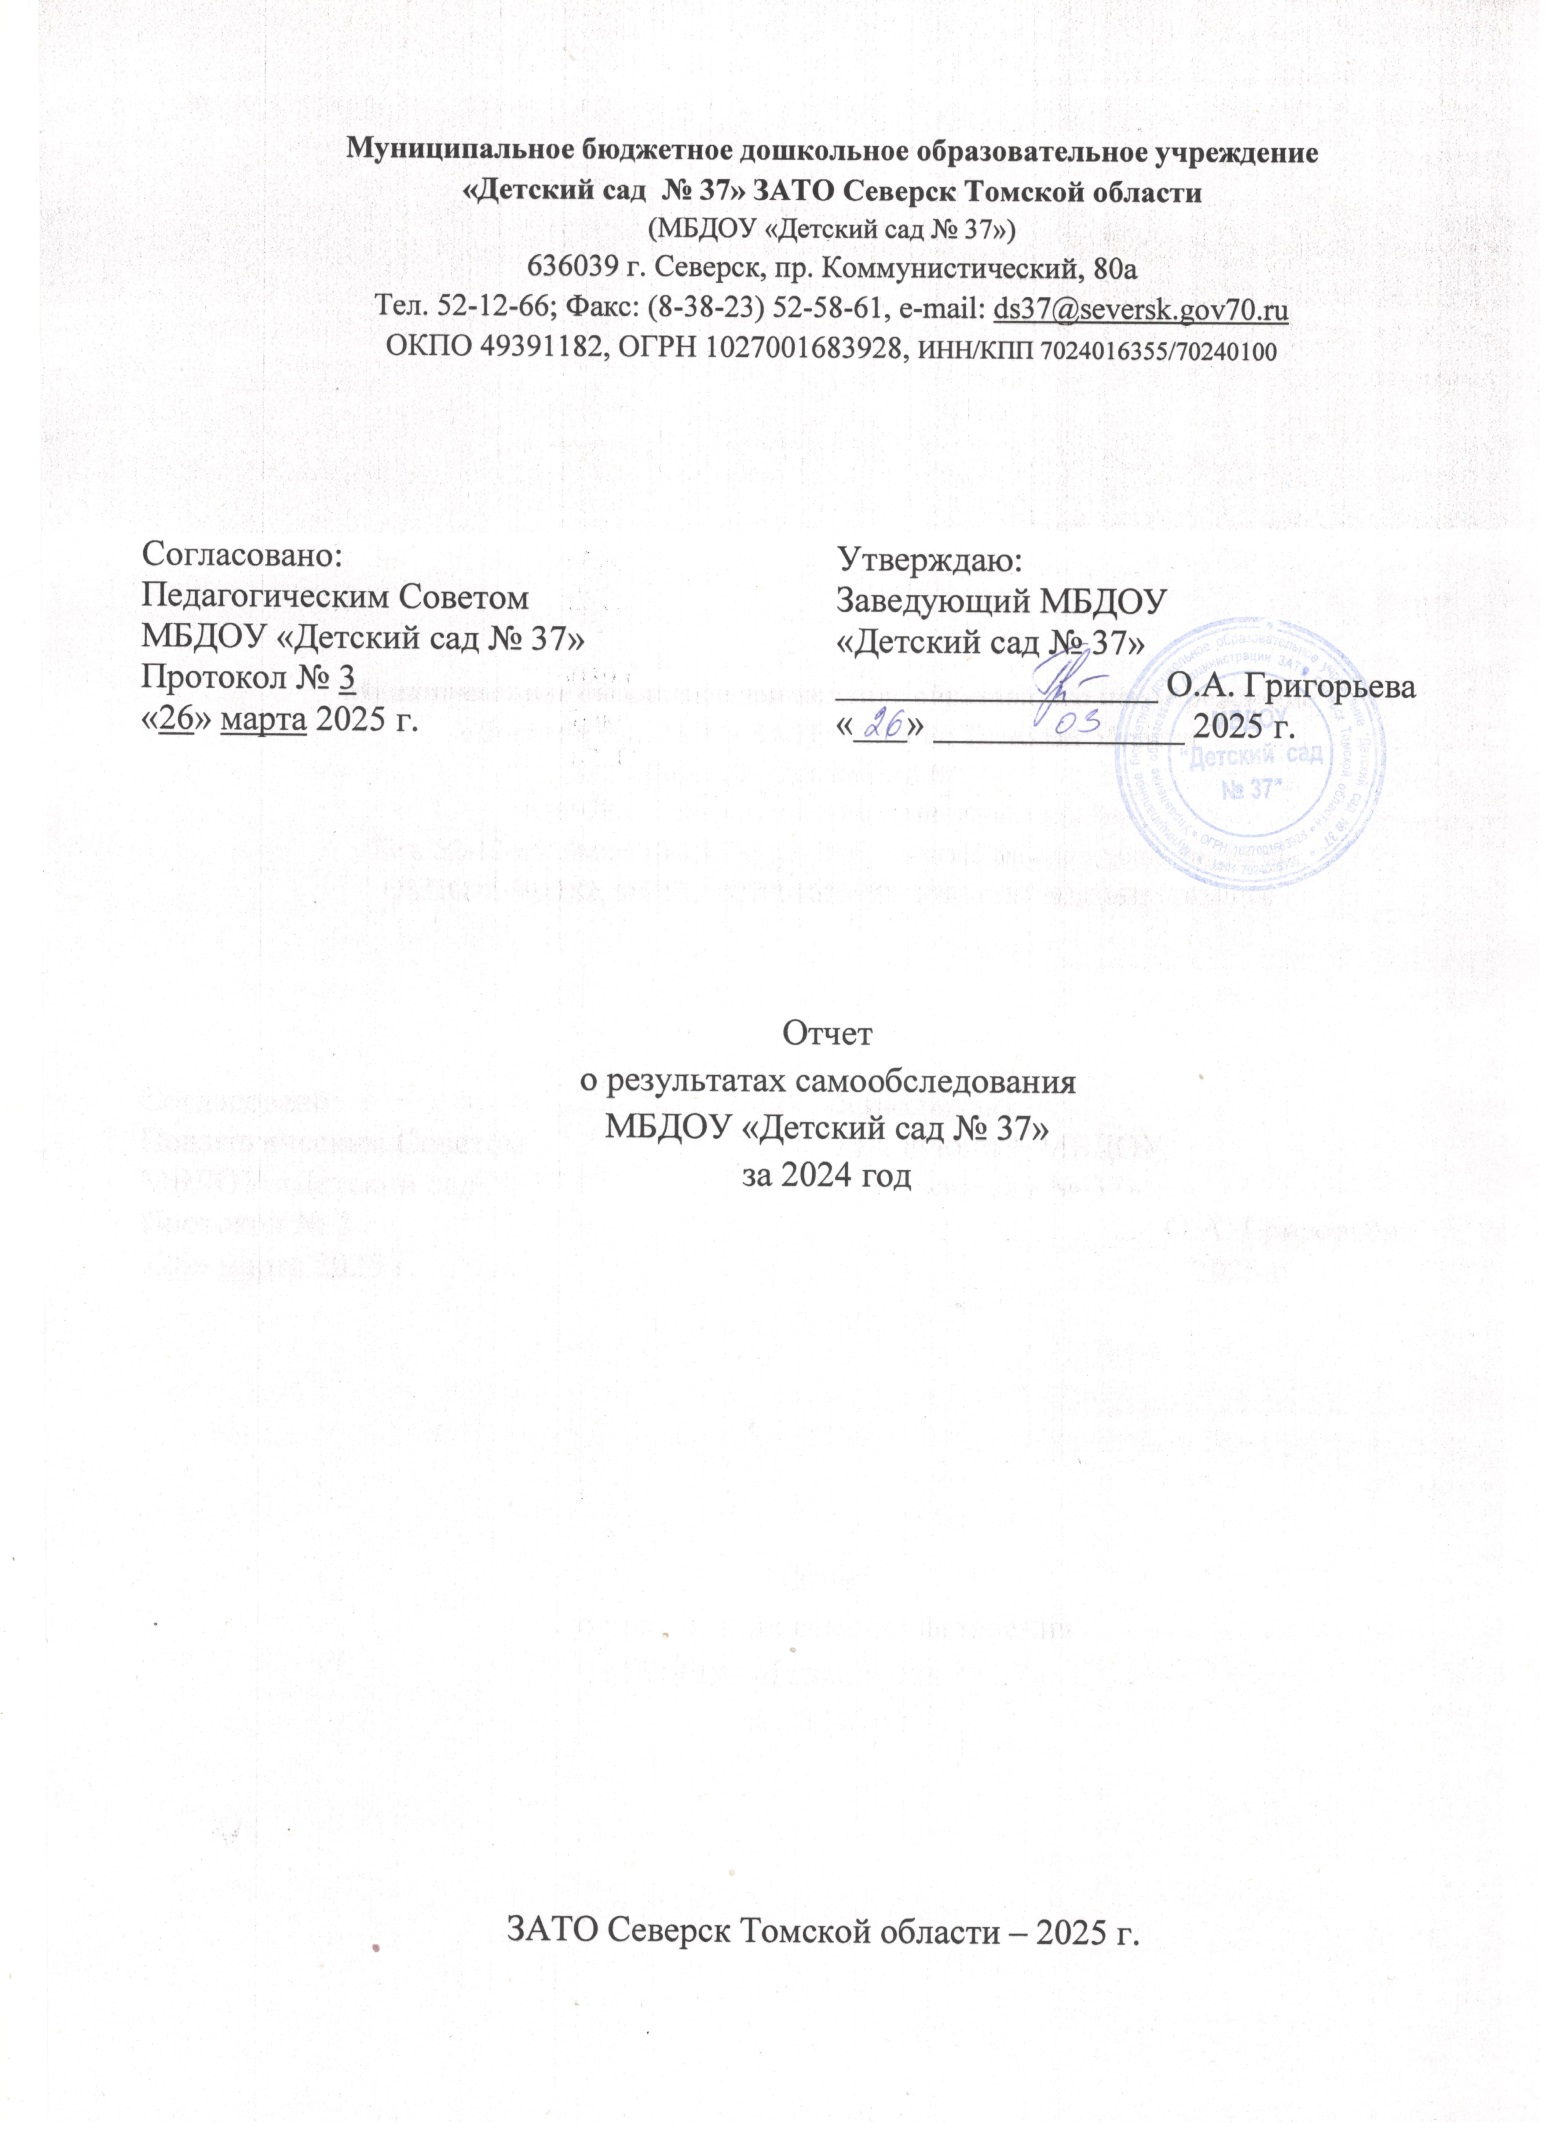 Муниципальное бюджетное дошкольное образовательное учреждение
«Детский сад № 37» ЗАТО Северск Томской области
(МБДОУ «Детский сад № 37»)
636039 г. Северск, пр. Коммунистический, 80а
Тел. 52-12-66; Факс: (8-38-23) 52-58-61, e-mail: ds37@seversk.gov70.ru
ОКПО 49391182, ОГРН 1027001683928, ИНН/КПП 7024016355/70240100
Согласовано:
Педагогическим Советом
МБДОУ «Детский сад № 37»
Протокол № 3
«26» марта 2025 г.
Утверждаю:
Заведующий МБДОУ
«Детский сад № 37»
О.А. Григорьева
«26» 03 2025 г.
МБДОУ
"Детский сад
№ 37"
Отчет
о результатах самообследования
МБДОУ «Детский сад № 37»
за 2024 год
ЗАТО Северск Томской области – 2025 г.